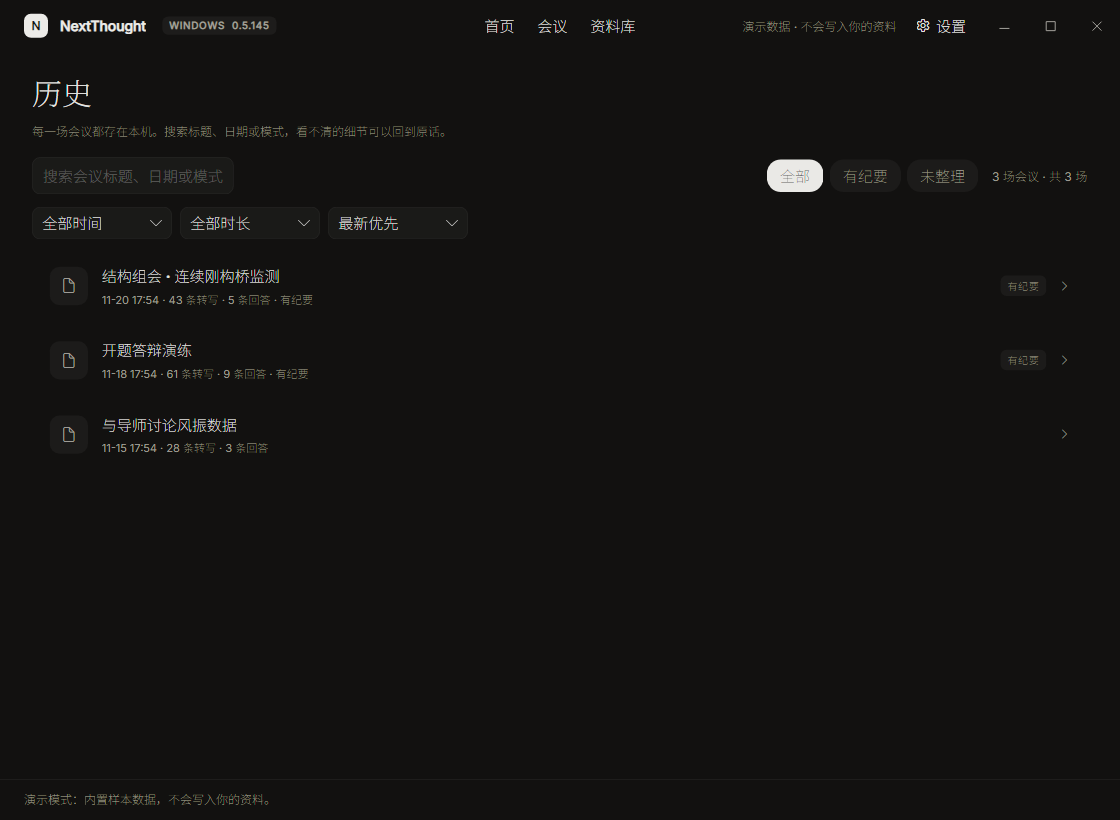 N NextThought WINDOWS 0.5.145 首页 会议 资料库 演示数据 · 不会写入你的资料 设置
历史
每一场会议都存在本机。搜索标题、日期或模式，看不清的细节可以回到原话。
搜索会议标题、日期或模式 全部 有纪要 未整理 3 场会议 · 共 3 场
全部时间 全部时长 最新优先
结构组会 · 连续刚构桥监测
11-20 17:54 · 43 条转写 · 5 条回答 · 有纪要
有纪要
开题答辩演练
11-18 17:54 · 61 条转写 · 9 条回答 · 有纪要
有纪要
与导师讨论风振数据
11-15 17:54 · 28 条转写 · 3 条回答
演示模式：内置样本数据，不会写入你的资料。